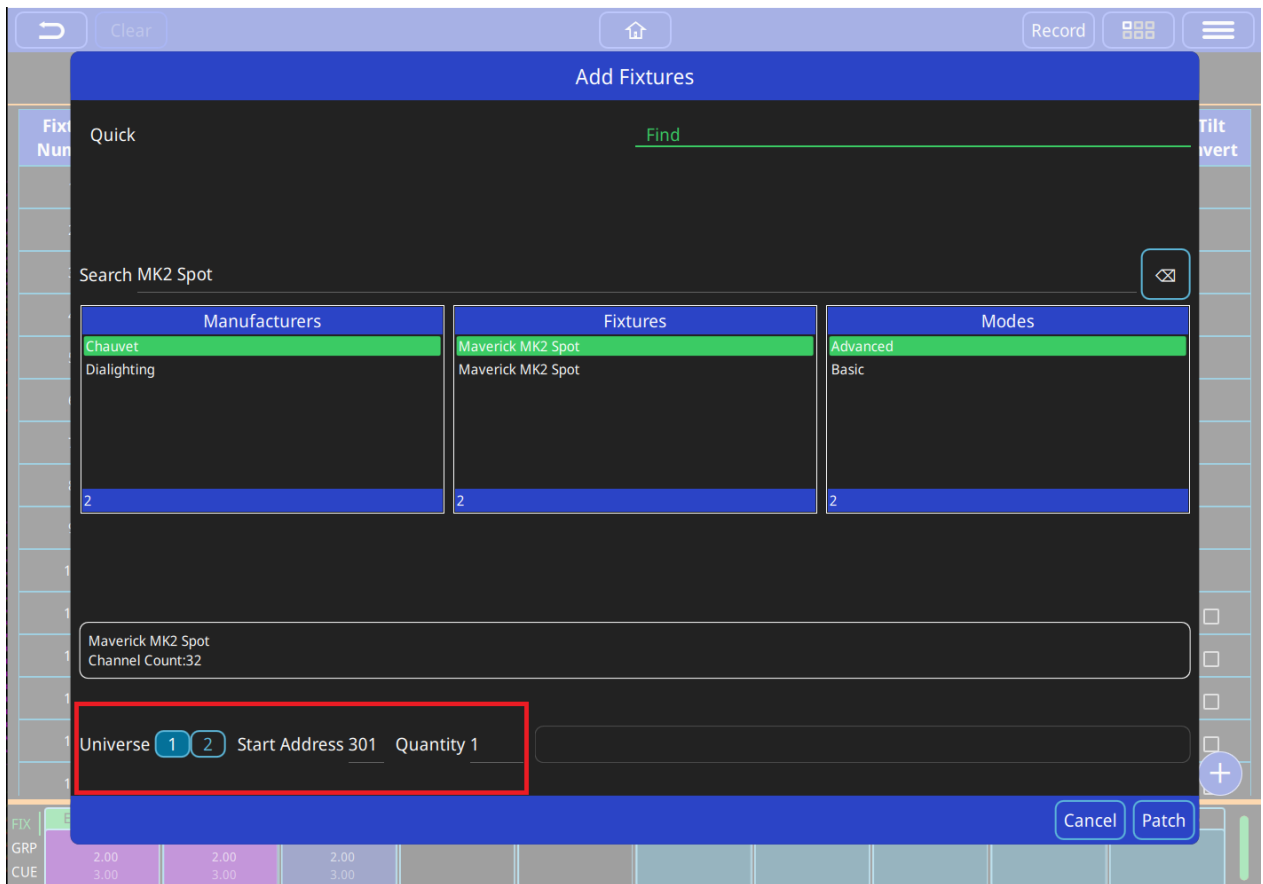 Clear
Record
Add Fixtures
Quick
Find
Tilt
Search MK2 Spot
Manufacturers
Fixtures
Modes
Chauvet
Maverick MK2 Spot
Advanced
Dialighting
Maverick MK2 Spot
Basic
2
2
2
Maverick MK2 Spot
Channel Count:32
Universe 1 2 Start Address 301 Quantity 1
Cancel
Patch
FIX
GRP
CUE
2.00
2.00
2.00
3.00
3.00
3.00